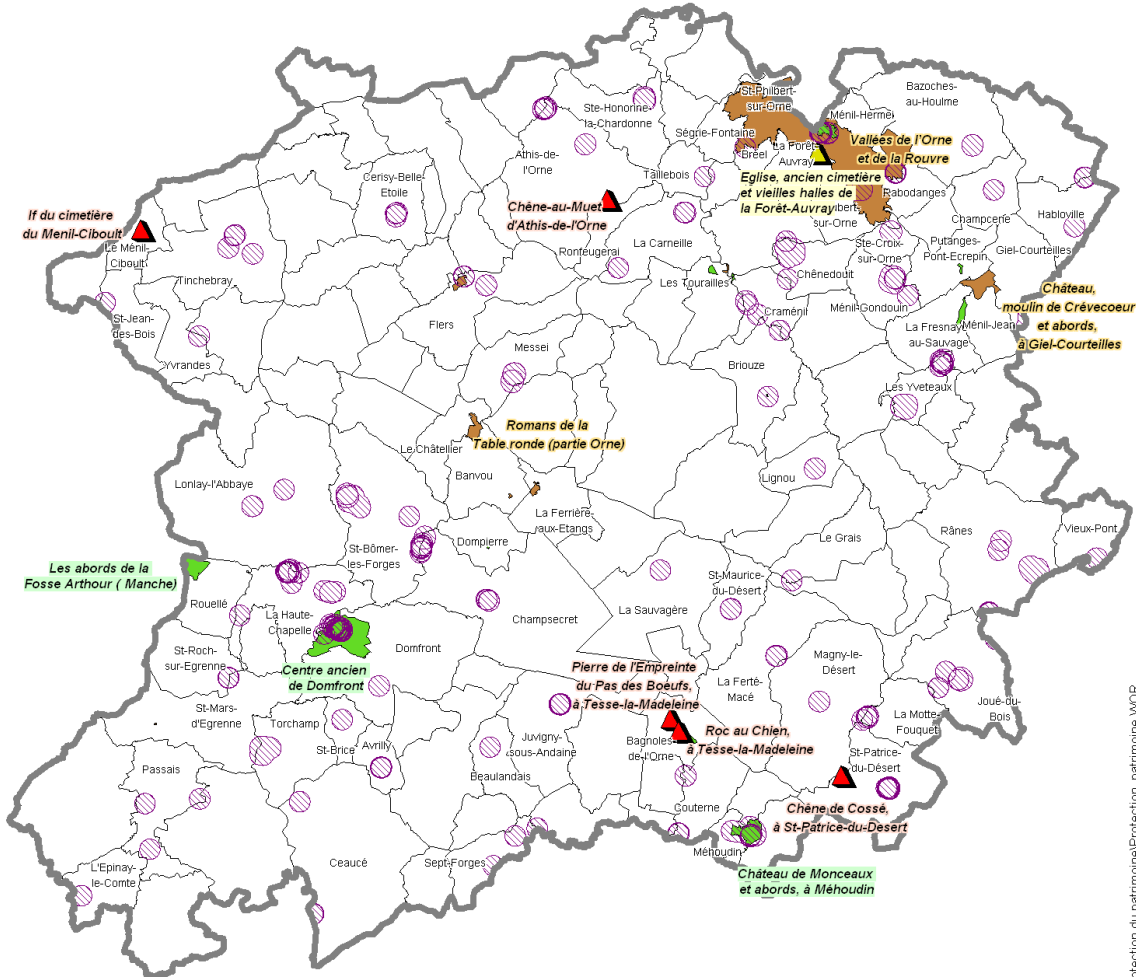 St-Philbert-
sur-Orne
Bazoches-
au-Houlme
Ste-Honorine
-la-Chardonne
Ménil-Hermei
Ségrie-Fontaine
Vallées de l'Orne
et de la Rouvre
La Forêt-
Auvray
Bréel
Athis-de-
l'Orne
Taillebois
Cerisy-Belle-
Etoile
Eglise, ancien cimetière
et vieilles halles de
la Forêt-Auvray
Rabodanges
If du cimetière
du Menil-Ciboult
Chêne-au-Muet
d'Athis-de-l'Orne
sur-Orne
Champcerie
Habloville
Le Ménil-
Ciboult
Ronfeugerai
La Carneille
Ste-Croix-
sur-Orne
Putanges-
Pont-Ecrepin
Giel-Courteilles
Tinchebray
Les Tourailles
Chênedouit
Château,
moulin de Crévecoeur
et abords,
à Giel-Courteilles
St-Jean-
des-Bois
Flers
Craménil
Ménil-Gondouin
La Fresnay
au-Sauvage
Ménil-Jean
Yvrandes
Messei
Briouze
Les Yveteaux
Romans de la
Table ronde (partie Orne)
Le Châtellier
Banvou
Lonlay-l'Abbaye
Lignou
La Ferrière-
aux-Etangs
Rânes
Vieux-Pont
Dompierre
Le Grais
St-Bômer-
les-Forges
Les abords de la
Fosse Arthour ( Manche)
St-Maurice-
du-Désert
Rouellé
La Haute-
Chapelle
La Sauvagère
Champsecret
Domfront
St-Roch-
sur-Egrenne
Centre ancien
de Domfront
Pierre de l'Empreinte
du Pas des Boeufs,
à Tesse-la-Madeleine
Magny-le-
Désert
La Ferté-
Macé
St-Mars-
d'Egrenne
Torchamp
Joué-du-
Bois
La Motte-
Fouquet
Roc au Chien,
à Tesse-la-Madeleine
Juvigny-
sous-Andaine
Bagnoles
de-l'Orne
St-Brice
Avrilly
St-Patrice-
du-Désert
Passais
Beaulandais
Couterne
Chêne de Cossé,
à St-Patrice-du-Desert
Méhoudin
L'Epinay
-le-Comte
Ceaucé
Sept-Forges
Château de Monceaux
et abords, à Méhoudin
otection du patrimoine\Protection_patrimoine.WOR